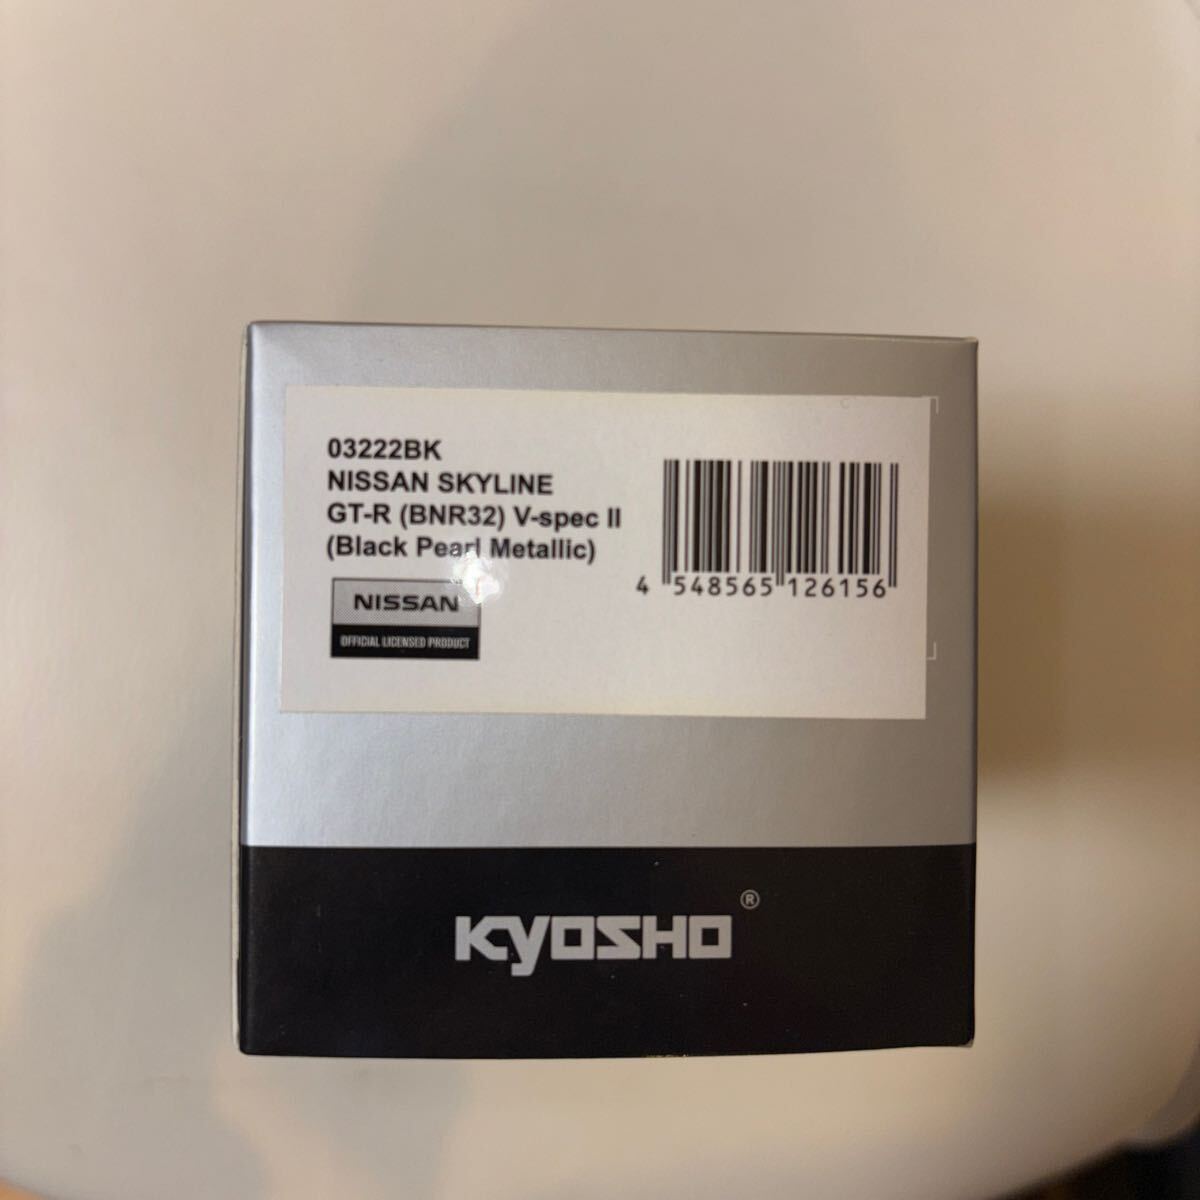 03222BK
NISSAN SKYLINE
GT-R (BNR32) V-spec II
(Black Pearl Metallic)
4 548565 126156
NISSAN
OFFICIAL LICENSED PRODUCT
KYOSHO®